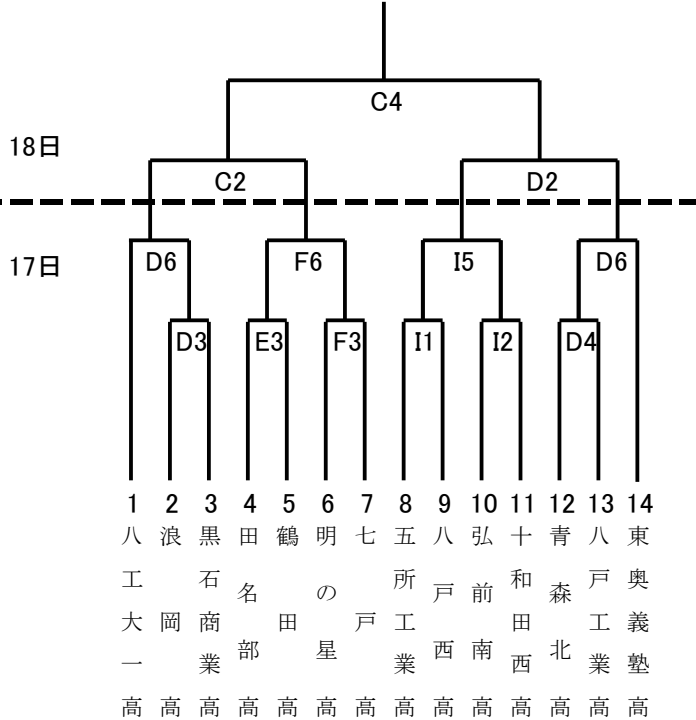 C4
18日
C2
D2
17日
D6
F6
I5
D6
D3
E3
F3
I1
I2
D4
1
2
3
4
5
6
7
8
9
10
11
12
13
14
八工大一高
浪岡高
黒石商業高
田名部高
鶴田高
明の星高
七戸高
五所工業高
八戸西高
弘前南高
十和田西高
青森北高
八戸工業高
東奥義塾高